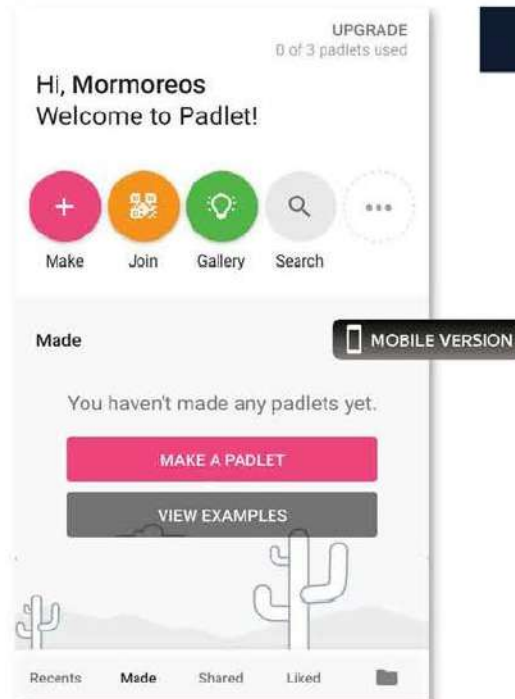 UPGRADE
0 of 3 padlets used
Hi, Mormoreos
Welcome to Padlet!
Make
Join
Gallery
Search
Made
MOBILE VERSION
You haven't made any padlets yet.
MAKE A PADLET
VIEW EXAMPLES
Recents
Made
Shared
Liked